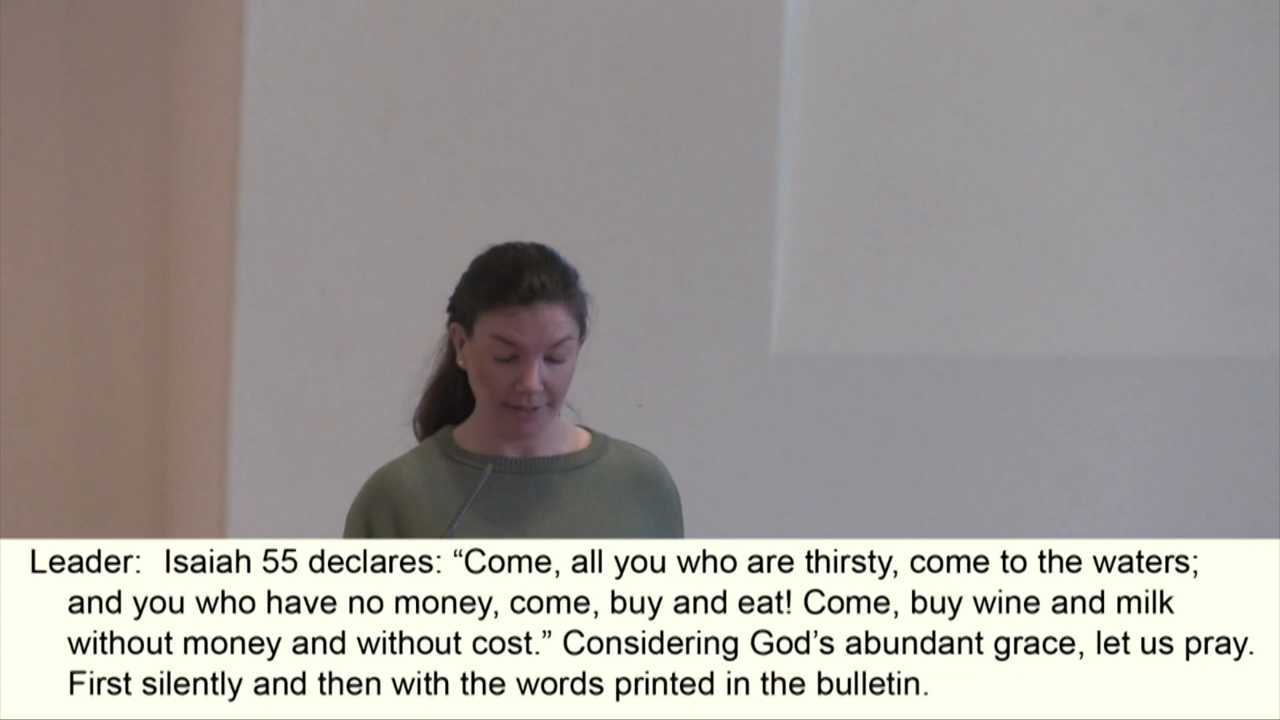 Leader: Isaiah 55 declares: “Come, all you who are thirsty, come to the waters;
and you who have no money, come, buy and eat! Come, buy wine and milk
without money and without cost.” Considering God’s abundant grace, let us pray.
First silently and then with the words printed in the bulletin.